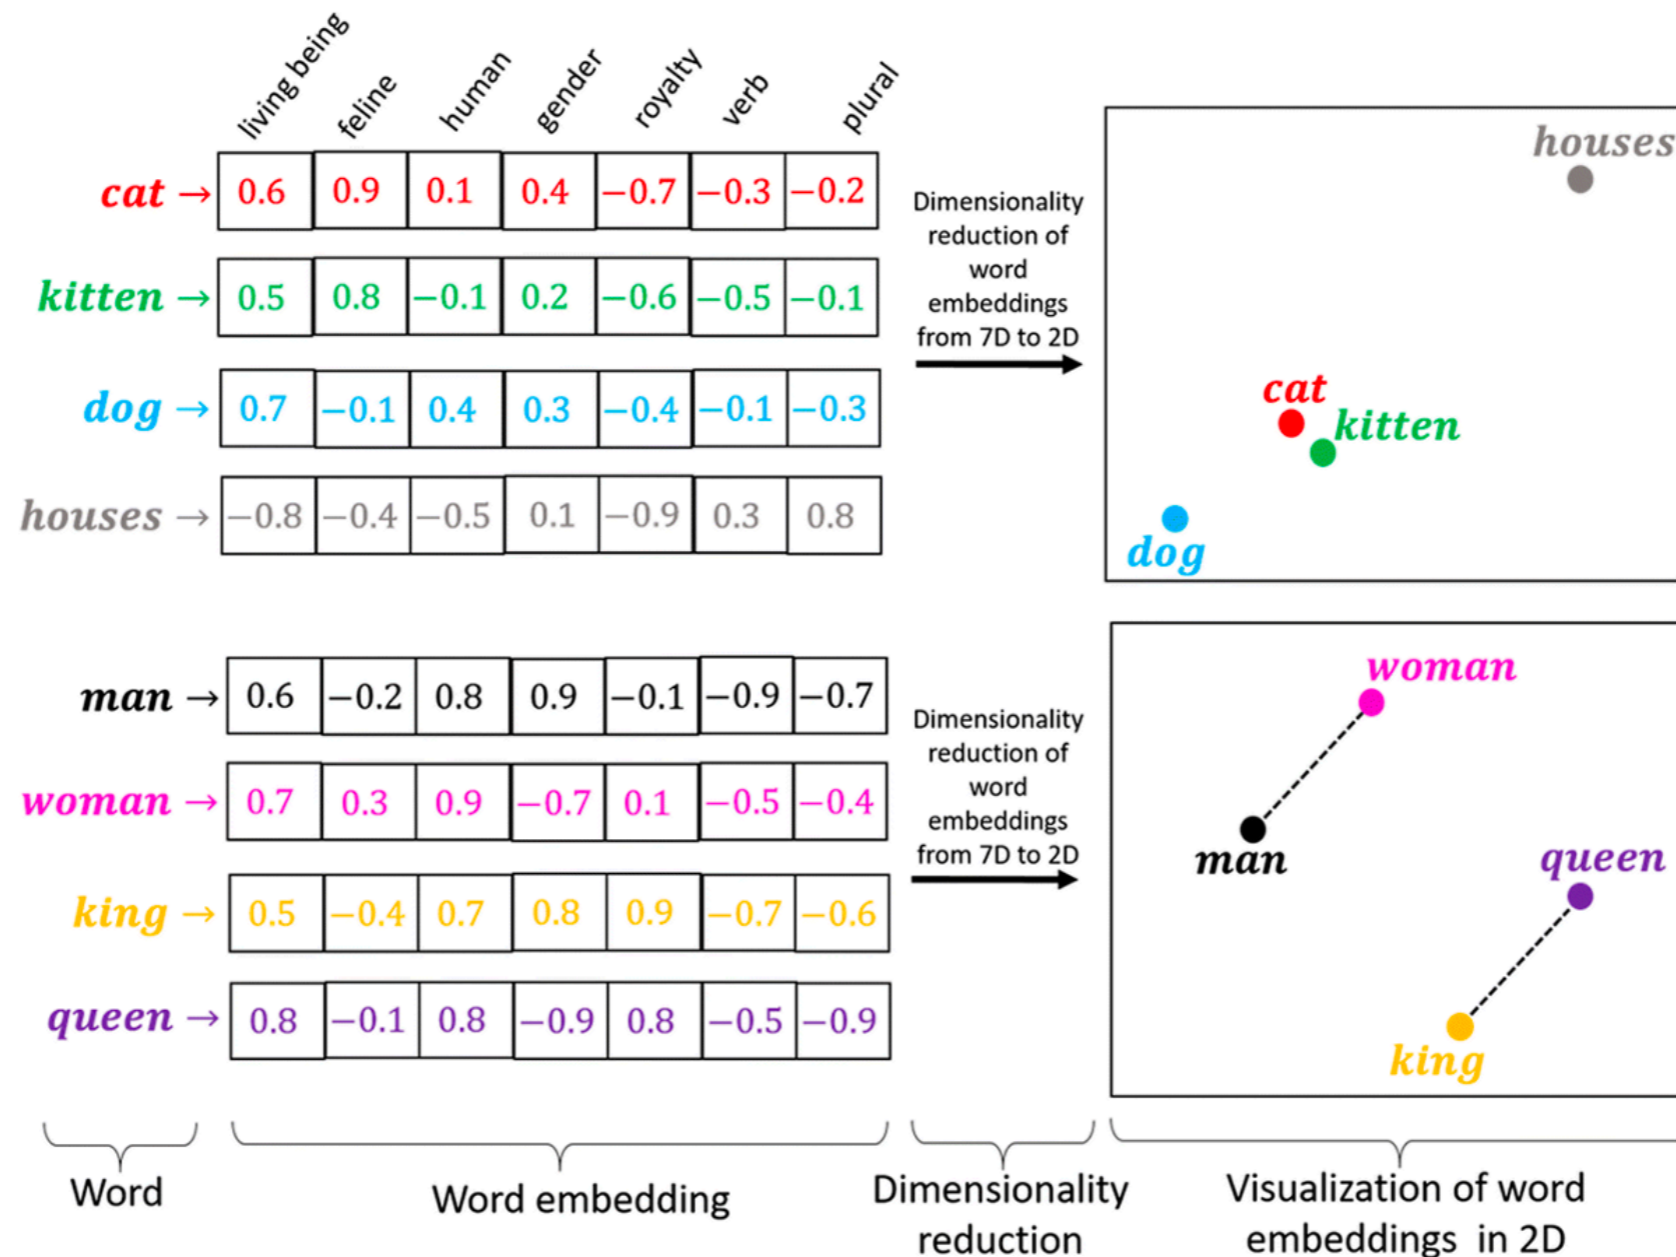 living being feline human gender royalty verb plural
cat → 0.6 0.9 0.1 0.4 −0.7 −0.3 −0.2
kitten → 0.5 0.8 −0.1 0.2 −0.6 −0.5 −0.1
dog → 0.7 −0.1 0.4 0.3 −0.4 −0.1 −0.3
houses → −0.8 −0.4 −0.5 0.1 −0.9 0.3 0.8
Dimensionality
reduction of
word
embeddings
from 7D to 2D
houses
cat
kitten
dog
man → 0.6 −0.2 0.8 0.9 −0.1 −0.9 −0.7
woman → 0.7 0.3 0.9 −0.7 0.1 −0.5 −0.4
king → 0.5 −0.4 0.7 0.8 0.9 −0.7 −0.6
queen → 0.8 −0.1 0.8 −0.9 0.8 −0.5 −0.9
Dimensionality
reduction of
word
embeddings
from 7D to 2D
woman
man
queen
king
Word
Word embedding
Dimensionality
reduction
Visualization of word
embeddings in 2D